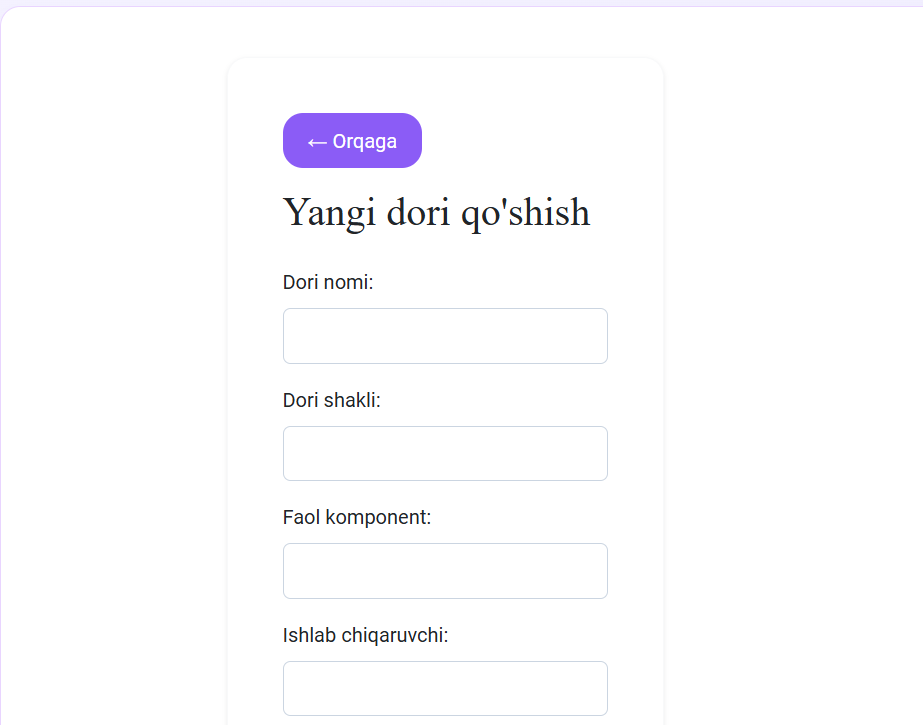 ← Orqaga
Yangi dori qo'shish
Dori nomi:
Dori shakli:
Faol komponent:
Ishlab chiqaruvchi: